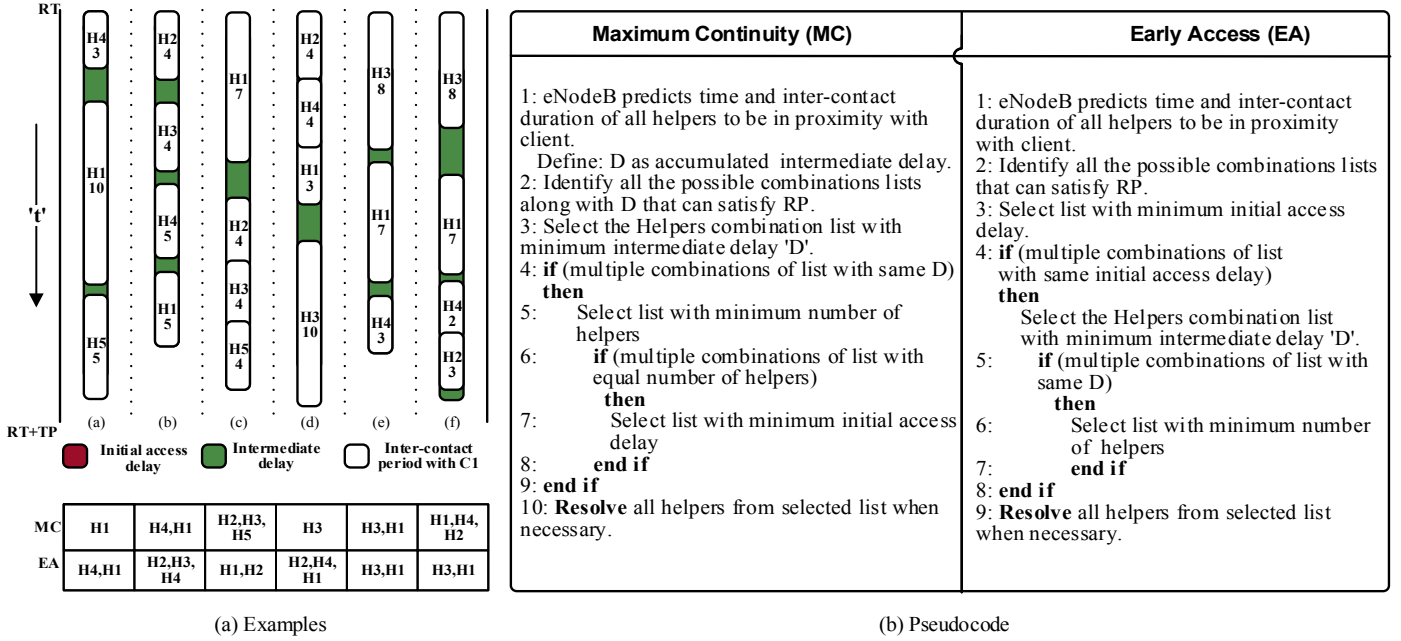 RT
H4
3
H1
10
H5
5
H2
4
H3
4
H4
5
H1
5
H1
7
H2
4
H3
4
H5
4
H2
4
H4
4
H1
3
H3
10
H3
8
H1
7
H4
3
H3
8
H1
7
H4
2
H2
3
't'
RT+TP
(a) (b) (c) (d) (e) (f)
Initial access
delay
Intermediate
delay
Inter-contact
period with C1
MC H1 H4,H1 H2,H3, H5 H3 H3,H1 H1,H4, H2
EA H4,H1 H2,H3, H4 H1,H2 H2,H4, H1 H3,H1 H3,H1
(a) Examples
Maximum Continuity (MC)
1: eNodeB predicts time and inter-contact
duration of all helpers to be in proximity with
client.
Define: D as accumulated intermediate delay.
2: Identify all the possible combinations lists
along with D that can satisfy RP.
3: Select the Helpers combination list with
minimum intermediate delay 'D'.
4: if (multiple combinations of list with same D)
then
5: Select list with minimum number of
helpers
6: if (multiple combinations of list with
equal number of helpers)
then
7: Select list with minimum initial access
delay
8: end if
9: end if
10: Resolve all helpers from selected list when
necessary.
Early Access (EA)
1: eNodeB predicts time and inter-contact
duration of all helpers to be in proximity
with client.
2: Identify all the possible combinations lists
that can satisfy RP.
3: Select list with minimum initial access
delay.
4: if (multiple combinations of list
with same initial access delay)
then
Select the Helpers combination list
with minimum intermediate delay 'D'.
5: if (multiple combinations of list with
same D)
then
6: Select list with minimum number
of helpers
7: end if
8: end if
9: Resolve all helpers from selected list
when necessary.
(b) Pseudocode